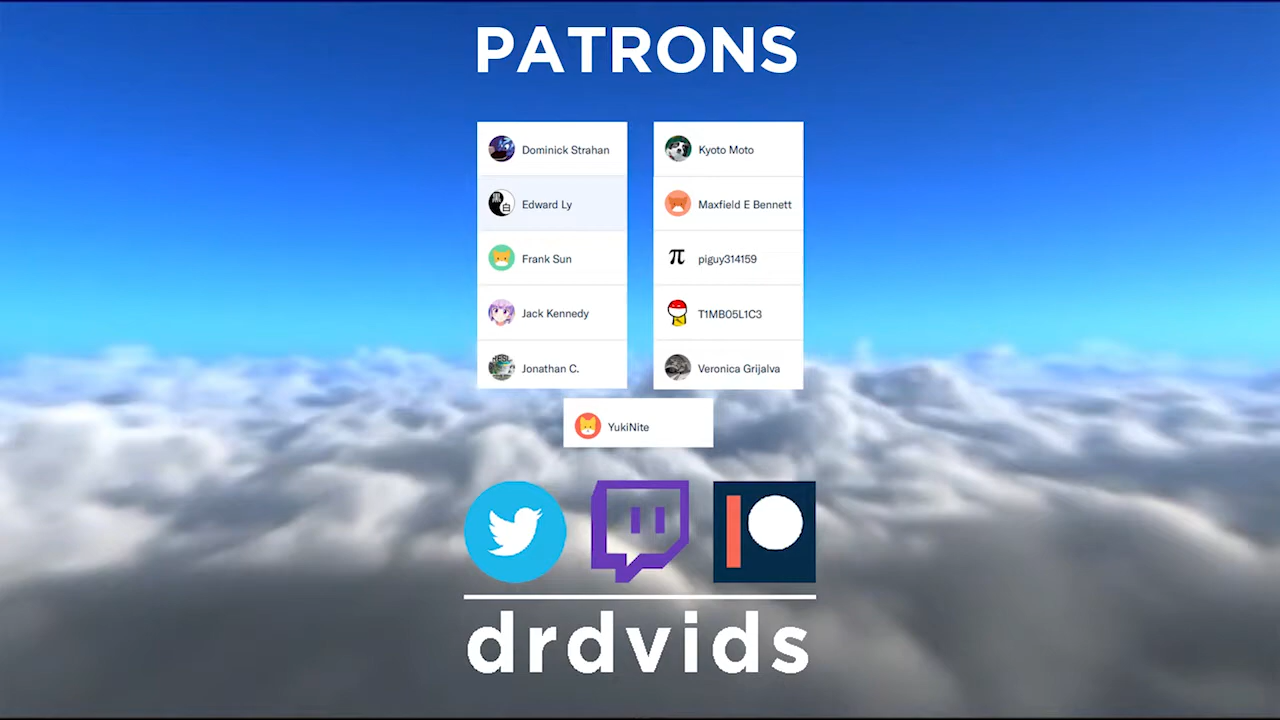 PATRONS
Dominick Strahan
Edward Ly
Frank Sun
Jack Kennedy
Jonathan C.
Kyoto Moto
Maxfield E Bennett
π
piguy314159
T1MB05L1C3
Veronica Grijalva
YukiNite
drdvids